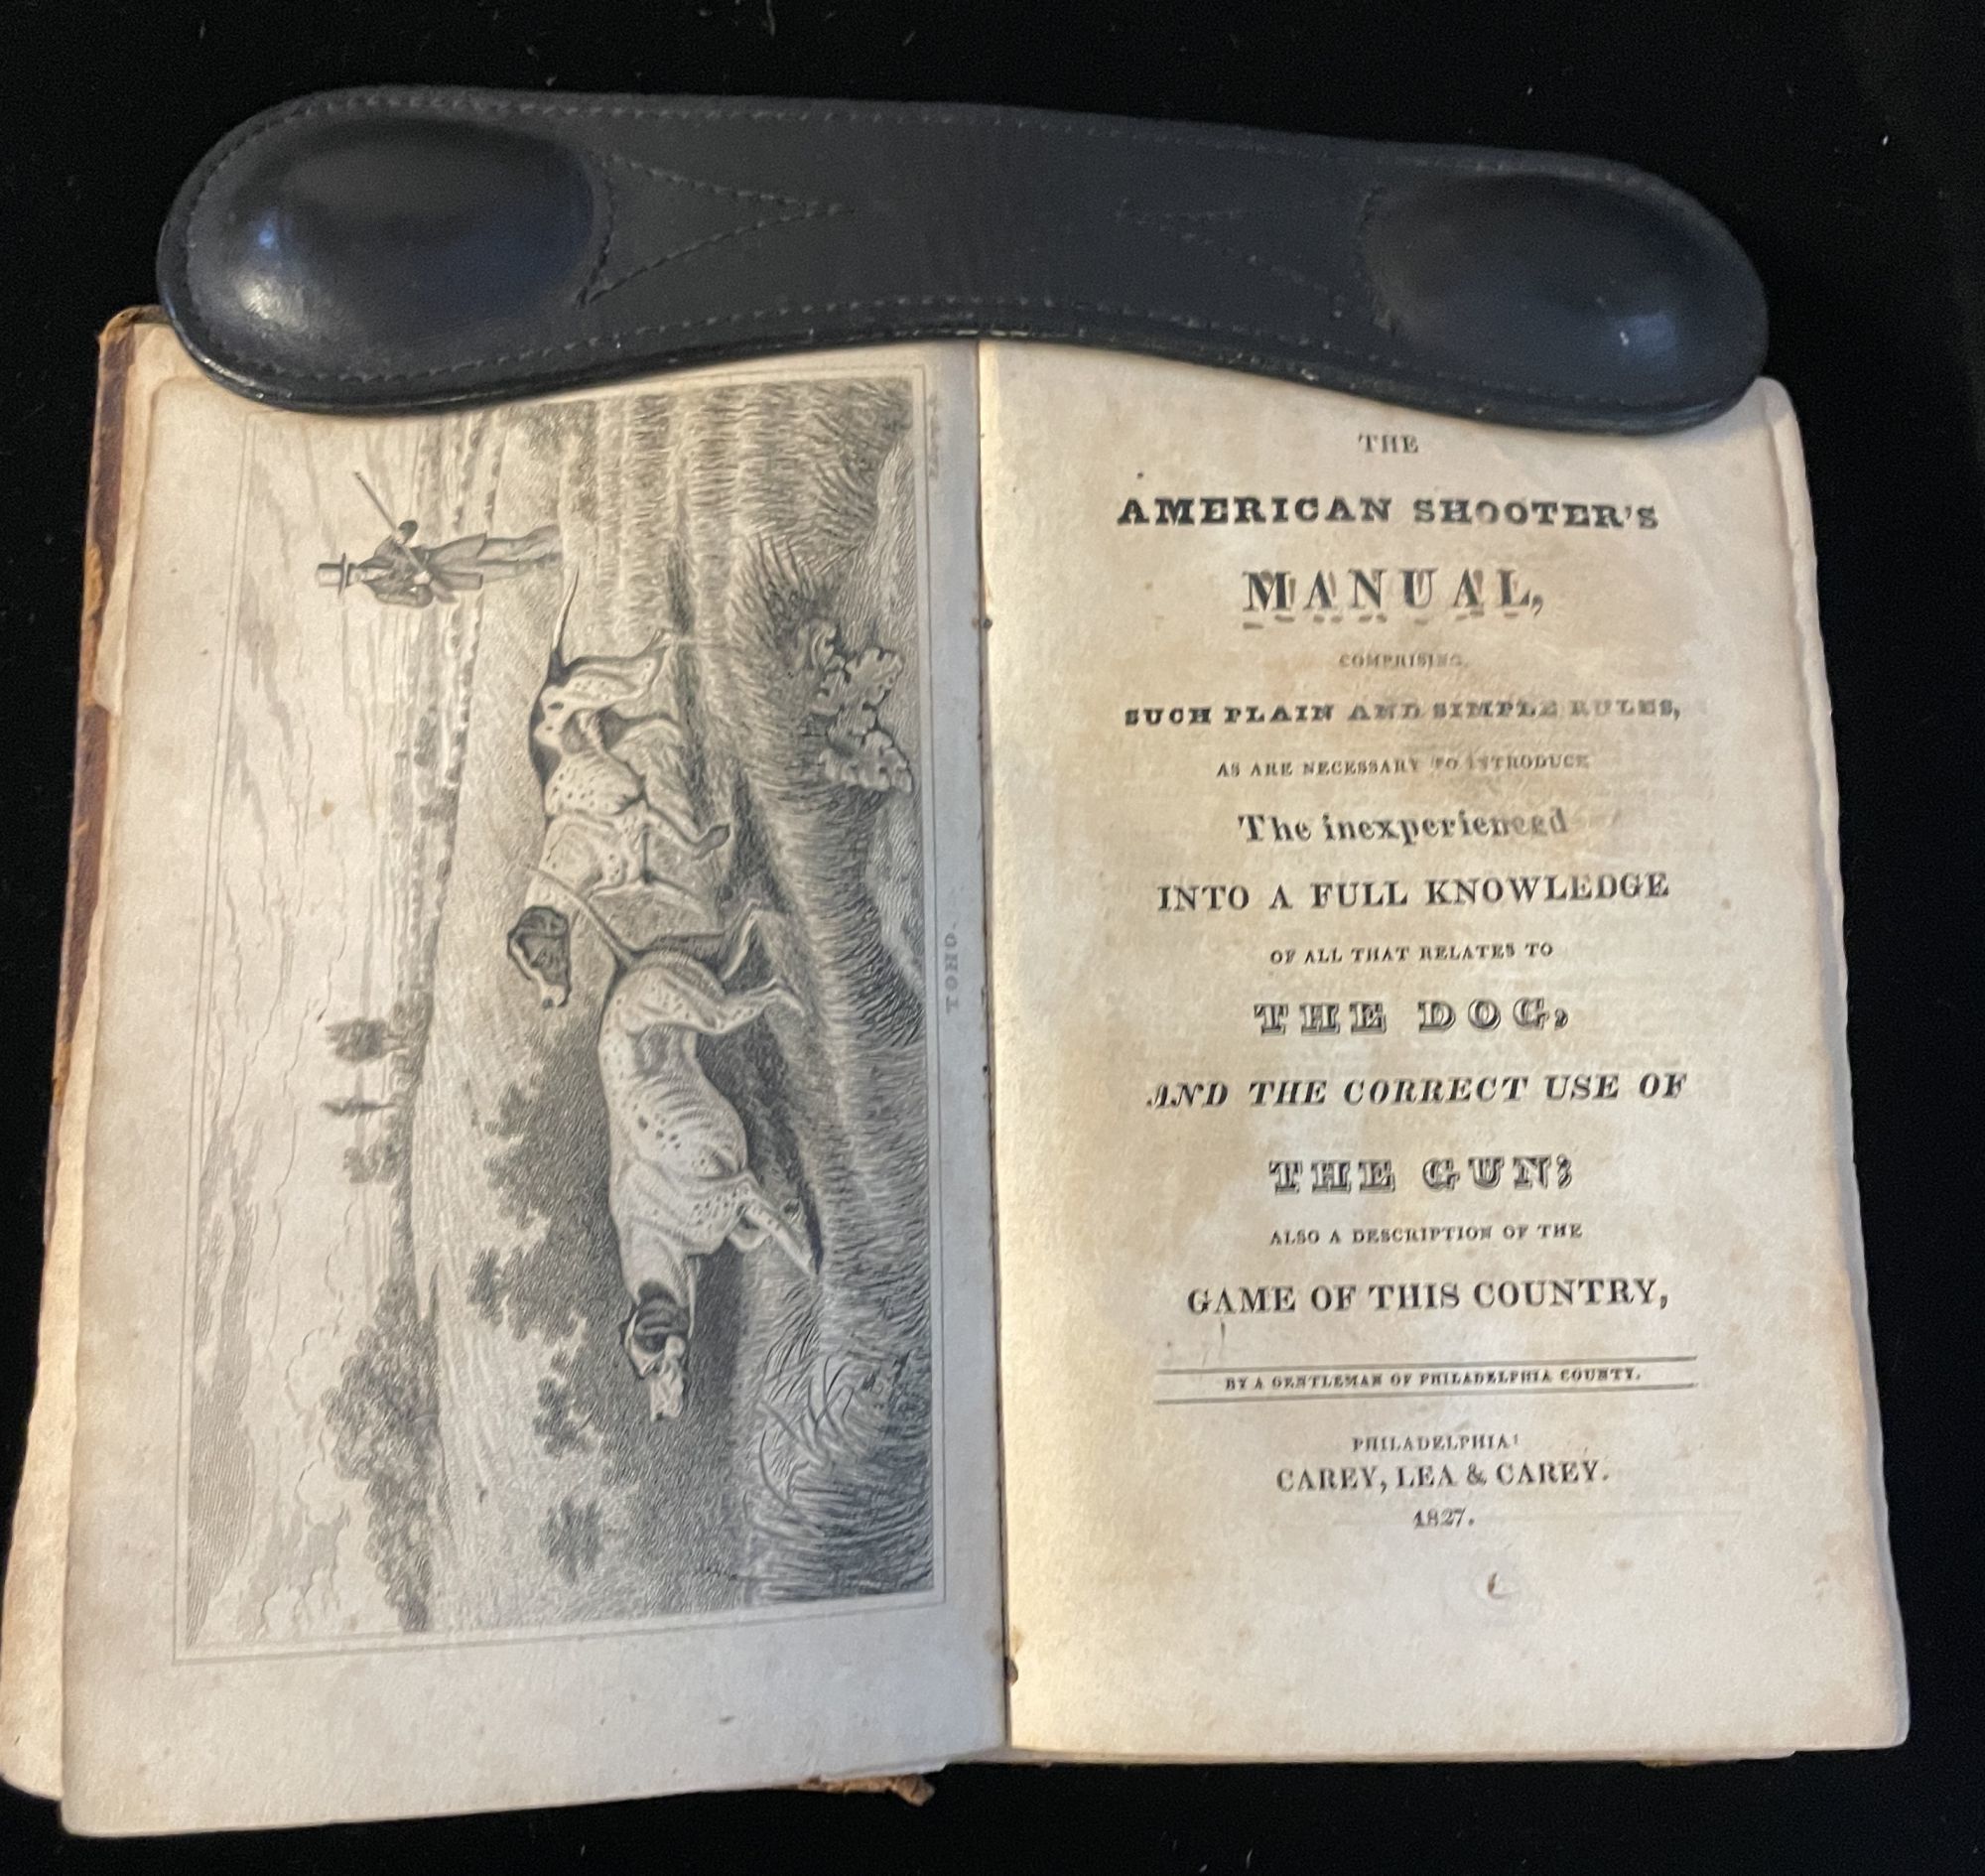 THE
AMERICAN SHOOTER'S
MANUAL,
COMPRISING,
SUCH PLAIN AND SIMPLE RULES,
AS ARE NECESSARY TO INTRODUCE
The inexperienced
INTO A FULL KNOWLEDGE
OF ALL THAT RELATES TO
THE DOG,
AND THE CORRECT USE OF
THE GUN;
ALSO A DESCRIPTION OF THE
GAME OF THIS COUNTRY,
BY A GENTLEMAN OF PHILADELPHIA COUNTY.
PHILADELPHIA:
CAREY, LEA & CAREY.
1827.